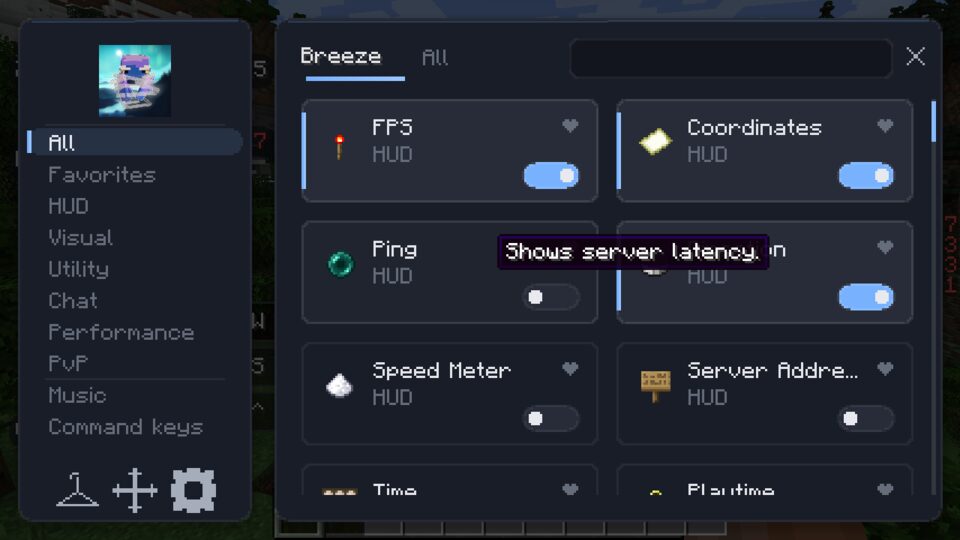 All
Favorites
HUD
Visual
Utility
Chat
Performance
PvP
Music
Command keys
Breeze All
FPS
HUD
Coordinates
HUD
Ping
HUD
Shows server latency.
HUD
Speed Meter
HUD
Server Addre...
HUD
Time
Playtime